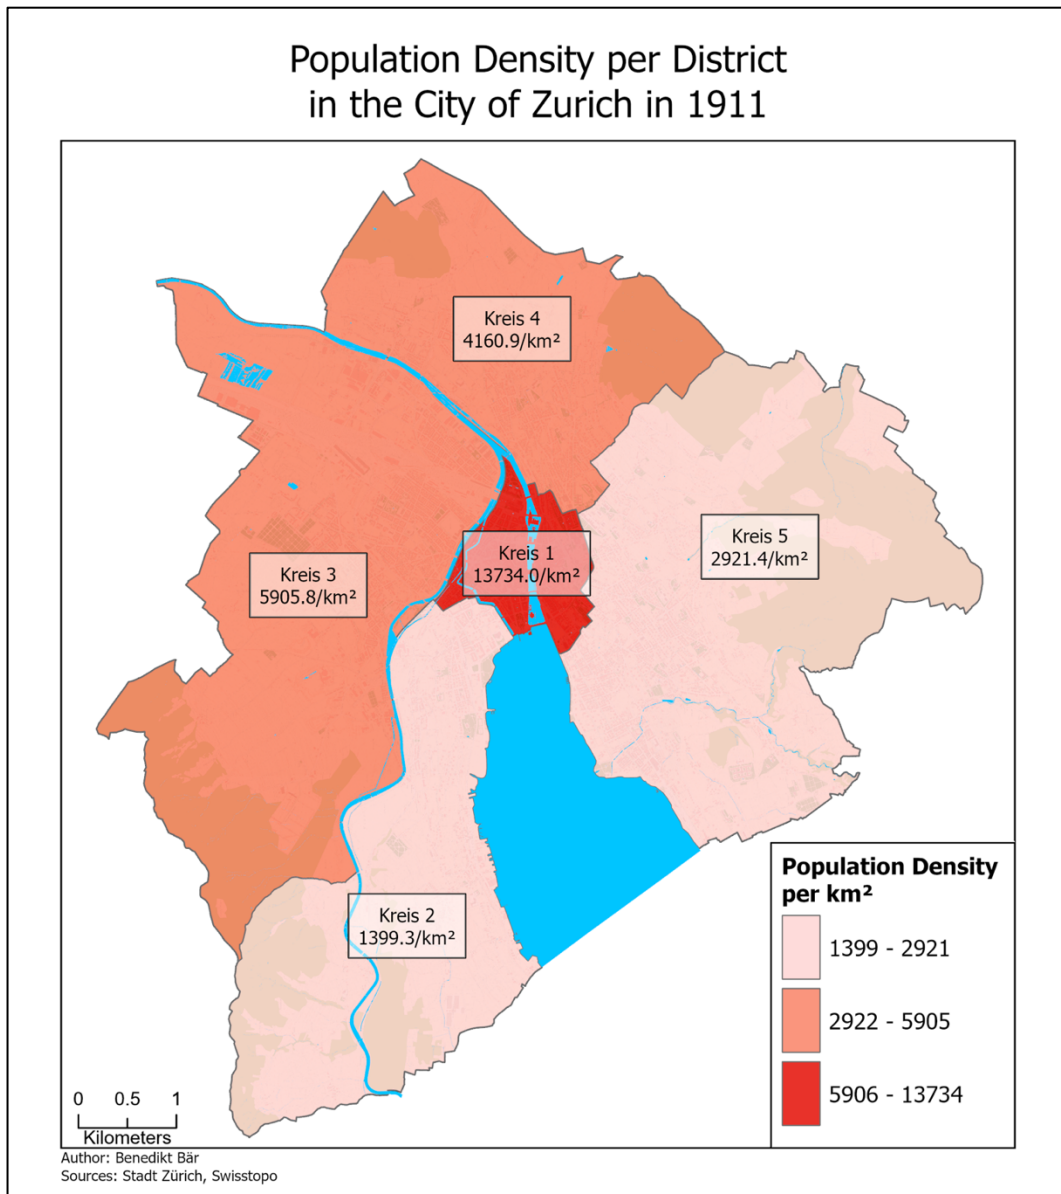 Population Density per District
in the City of Zurich in 1911
Kreis 4
4160.9/km²
Kreis 5
2921.4/km²
Kreis 1
13734.0/km²
Kreis 3
5905.8/km²
Kreis 2
1399.3/km²
Population Density
per km²
1399 - 2921
2922 - 5905
5906 - 13734
0 0.5 1
Kilometers
Author: Benedikt Bär
Sources: Stadt Zürich, Swisstopo